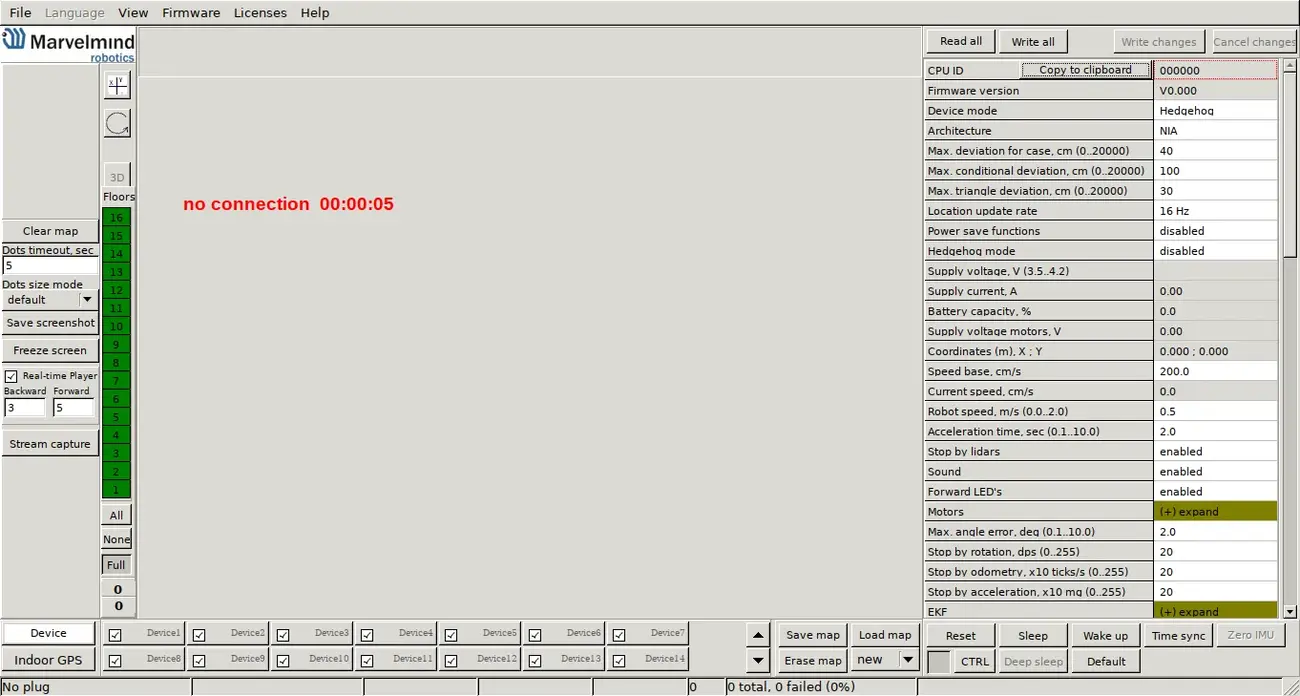 File Language View Firmware Licenses Help
Marvelmind
robotics
Read all Write all Write changes Cancel changes
x y
3D
Floors
16
15
14
13
12
11
10
9
8
7
6
5
4
3
2
1
All
None
Full
0
0
Clear map
Dots timeout, sec
5
Dots size mode
default
Save screenshot
Freeze screen
Real-time Player
Backward Forward
3 5
Stream capture
no connection 00:00:05
CPU ID Copy to clipboard 000000
Firmware version V0.000
Device mode Hedgehog
Architecture NIA
Max. deviation for case, cm (0..20000) 40
Max. conditional deviation, cm (0..20000) 100
Max. triangle deviation, cm (0..20000) 30
Location update rate 16 Hz
Power save functions disabled
Hedgehog mode disabled
Supply voltage, V (3.5..4.2)
Supply current, A 0.00
Battery capacity, % 0.0
Supply voltage motors, V 0.00
Coordinates (m), X ; Y 0.000 ; 0.000
Speed base, cm/s 200.0
Current speed, cm/s 0.0
Robot speed, m/s (0.0..2.0) 0.5
Acceleration time, sec (0.1..10.0) 2.0
Stop by lidars enabled
Sound enabled
Forward LED's enabled
Motors (+) expand
Max. angle error, deg (0.1..10.0) 2.0
Stop by rotation, dps (0..255) 20
Stop by odometry, x10 ticks/s (0..255) 20
Stop by acceleration, x10 mg (0..255) 20
EKF (+) expand
Device Device1 Device2 Device3 Device4 Device5 Device6 Device7 Save map Load map Reset Sleep Wake up Time sync Zero IMU
Indoor GPS Device8 Device9 Device10 Device11 Device12 Device13 Device14 Erase map new CTRL Deep sleep Default
No plug 0 0 total, 0 failed (0%)